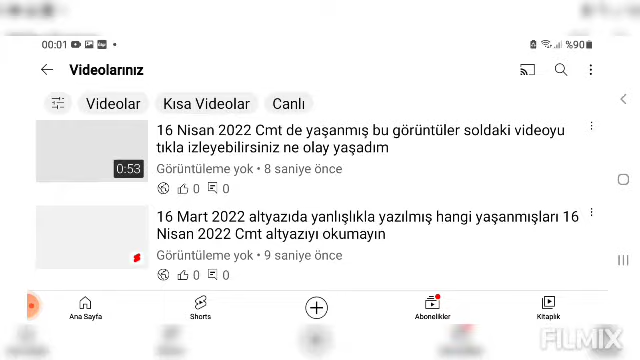 00:01 %90
Videolarınız
Videolar Kısa Videolar Canlı
16 Nisan 2022 Cmt de yaşanmış bu görüntüler soldaki videoyu
tıkla izleyebilirsiniz ne olay yaşadım
0:53
Görüntüleme yok • 8 saniye önce
0 0
16 Mart 2022 altyazıda yanlışlıkla yazılmış hangi yaşanmışları 16
Nisan 2022 Cmt altyazıyı okumayın
Görüntüleme yok • 9 saniye önce
0 0
Ana Sayfa Shorts Abonelikler Kitaplık
FILMIX